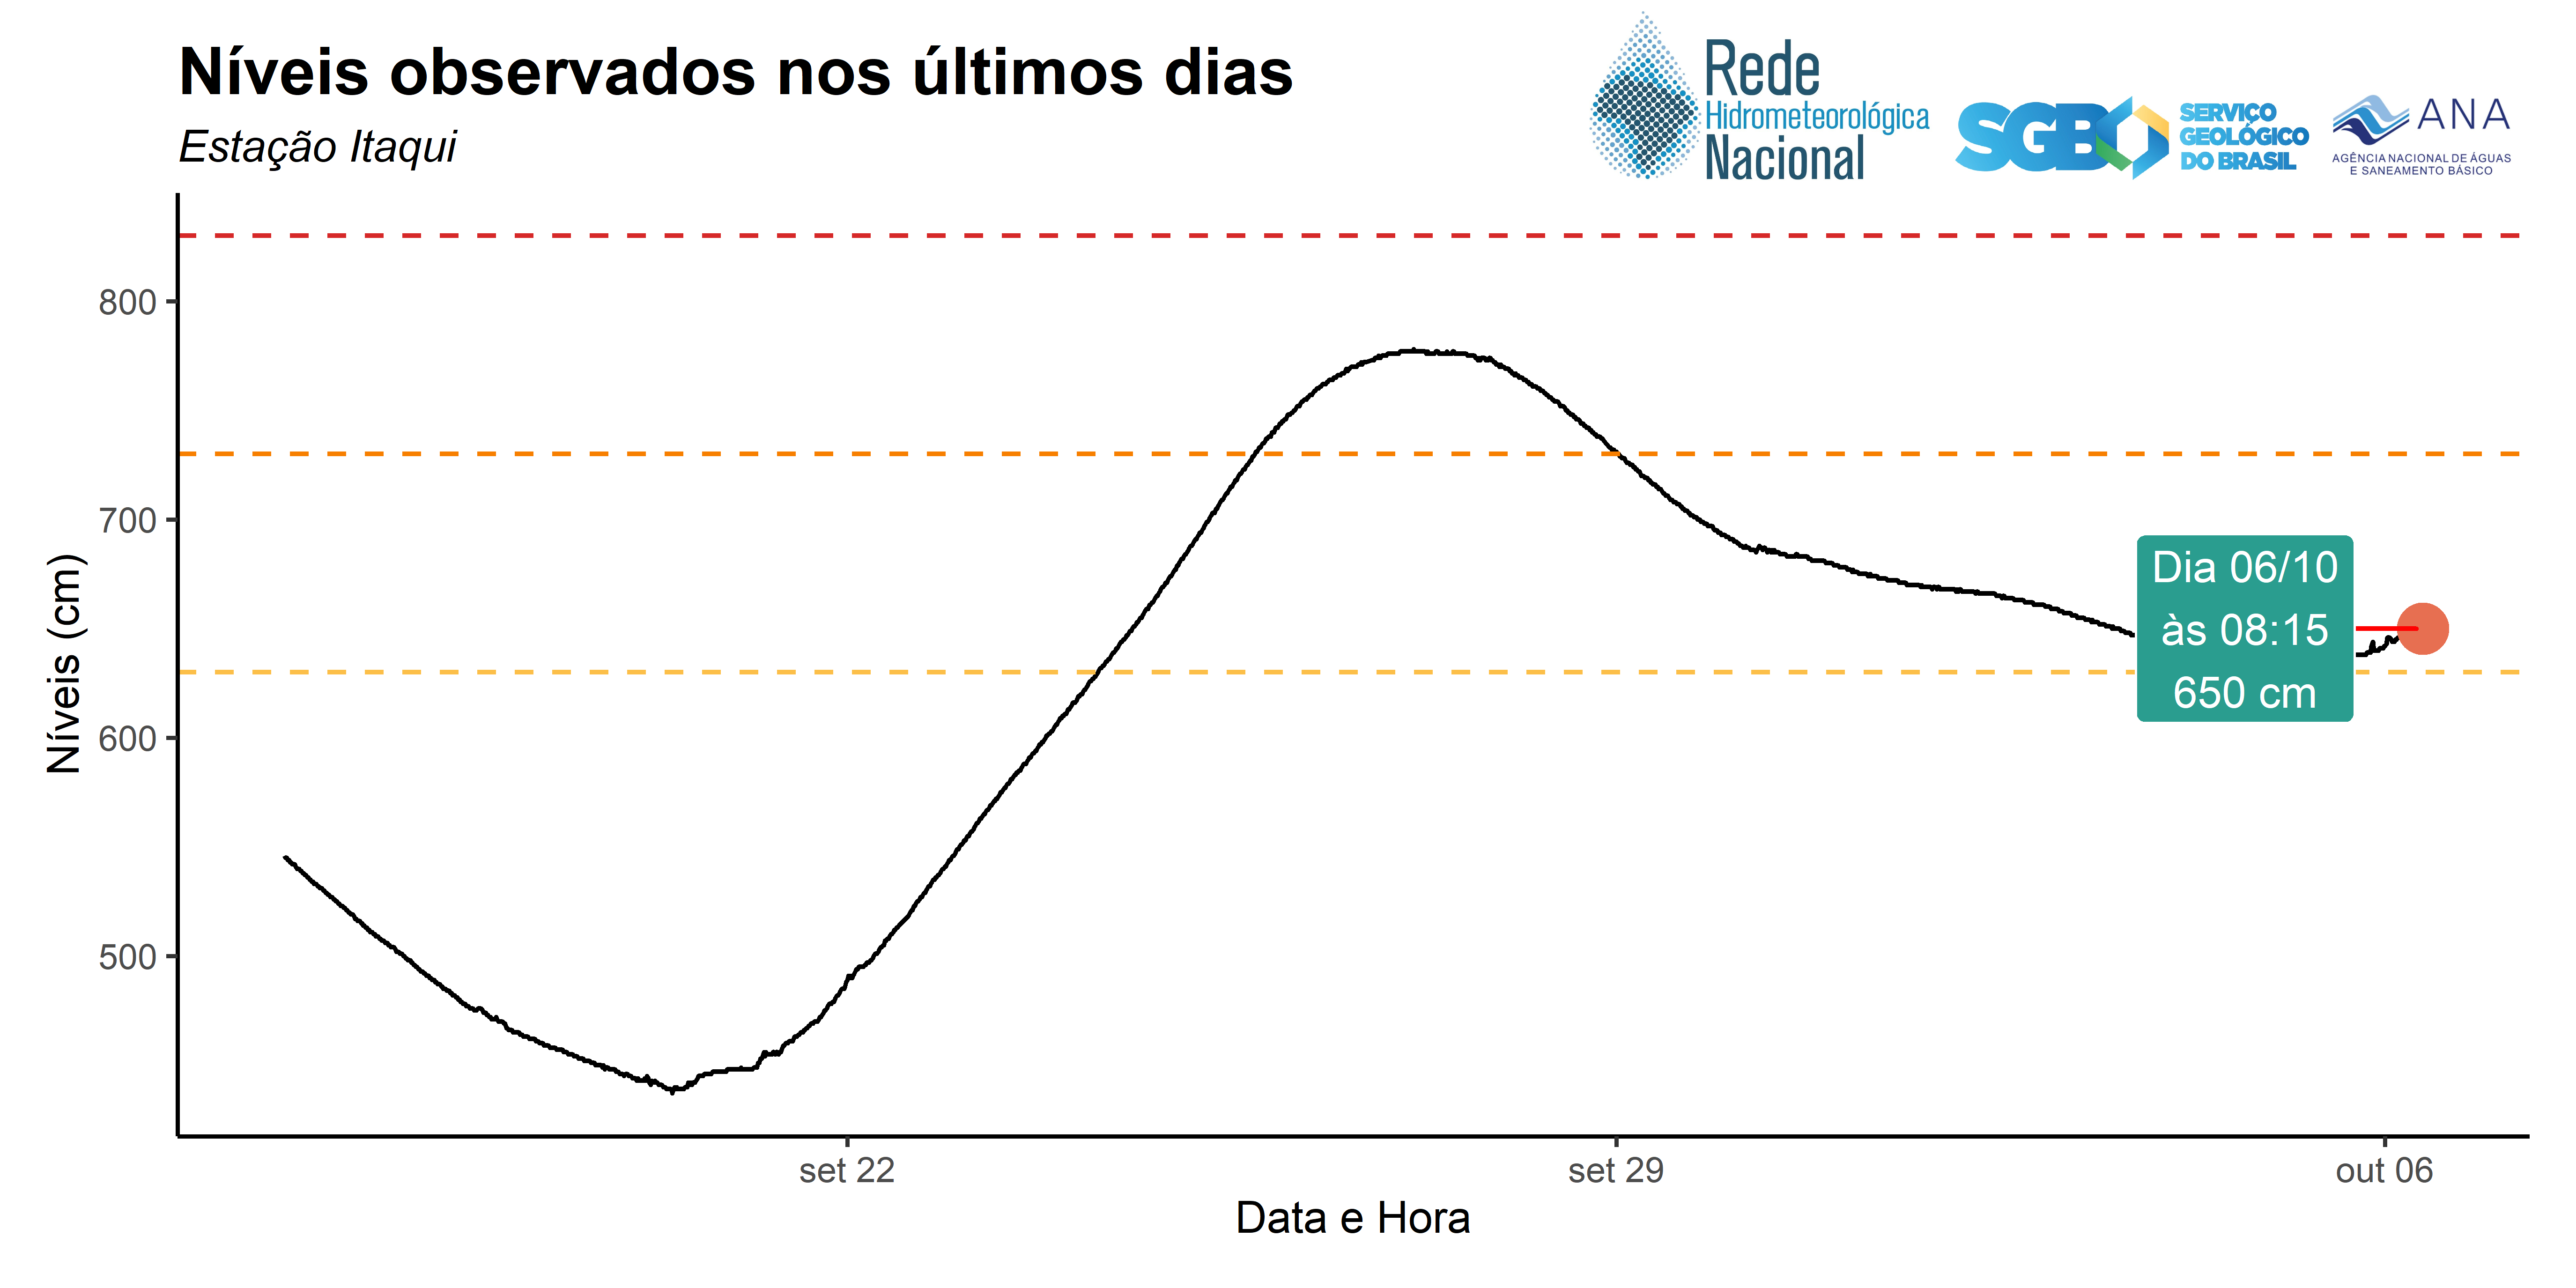 Níveis observados nos últimos dias
Estação Itaqui
Rede
Hidrometeorológica
Nacional
SGB
SERVIÇO
GEOLÓGICO
DO BRASIL
ANA
AGÊNCIA NACIONAL DE ÁGUAS
E SANEAMENTO BÁSICO
Níveis (cm)
800
700
600
500
Dia 06/10
às 08:15
650 cm
set 22
set 29
out 06
Data e Hora